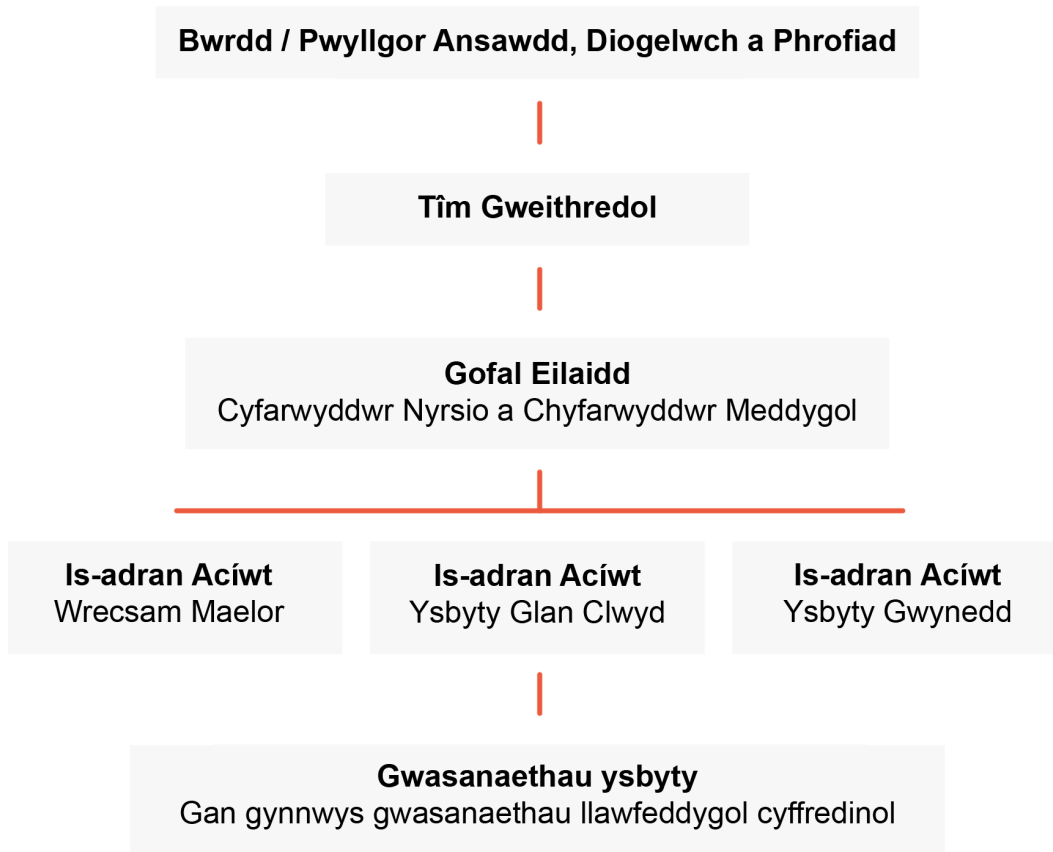 Bwrdd / Pwyllgor Ansawdd, Diogelwch a Phrofiad
Tîm Gweithredol
Gofal Eilaidd
Cyfarwyddwr Nyrsio a Chyfarwyddwr Meddygol
Is-adran Acíwt
Wrecsam Maelor
Is-adran Acíwt
Ysbyty Glan Clwyd
Is-adran Acíwt
Ysbyty Gwynedd
Gwasanaethau ysbyty
Gan gynnwys gwasanaethau llawfeddygol cyffredinol